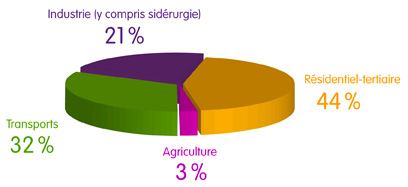 Industrie (y compris sidérurgie)
21 %
Résidentiel-tertiaire
44 %
Transports
32 %
Agriculture
3 %